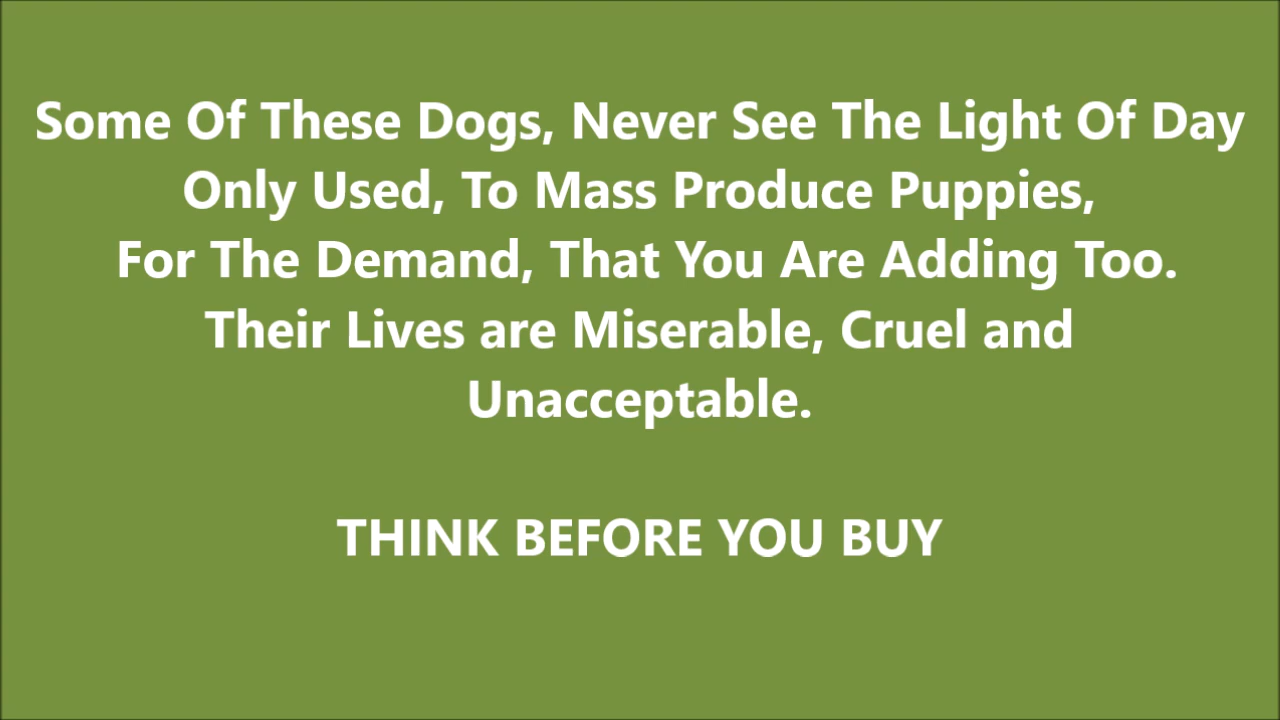 Some Of These Dogs, Never See The Light Of Day
Only Used, To Mass Produce Puppies,
For The Demand, That You Are Adding Too.
Their Lives are Miserable, Cruel and
Unacceptable.
THINK BEFORE YOU BUY